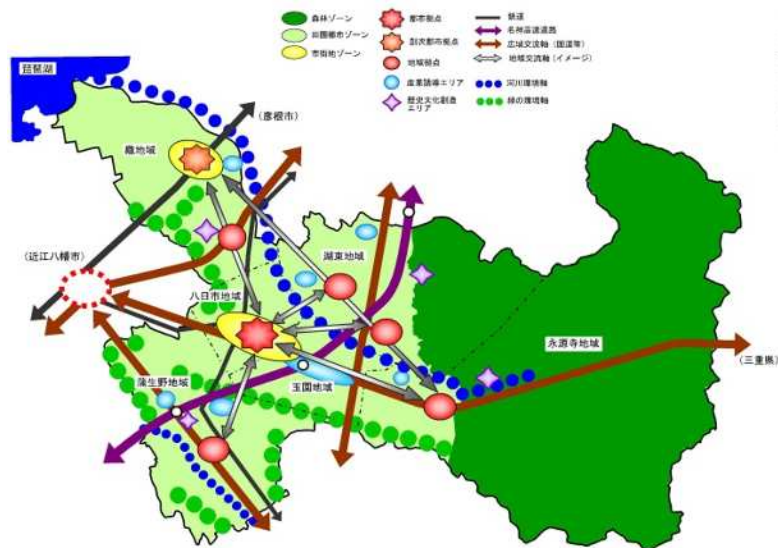 森林ゾーン
田園都市ゾーン
市街地ゾーン
都市拠点
副次都市拠点
地域拠点
産業誘導エリア
歴史文化創造
エリア
鉄道
名神高速道路
広域交流軸(国道等)
地域交流軸(イメージ)
河川環境軸
緑の環境軸
琵琶湖
(彦根市)
(近江八幡市)
湖東地域
八日市地域
永源寺地域
(三重県)
蒲生野地域
玉園地域